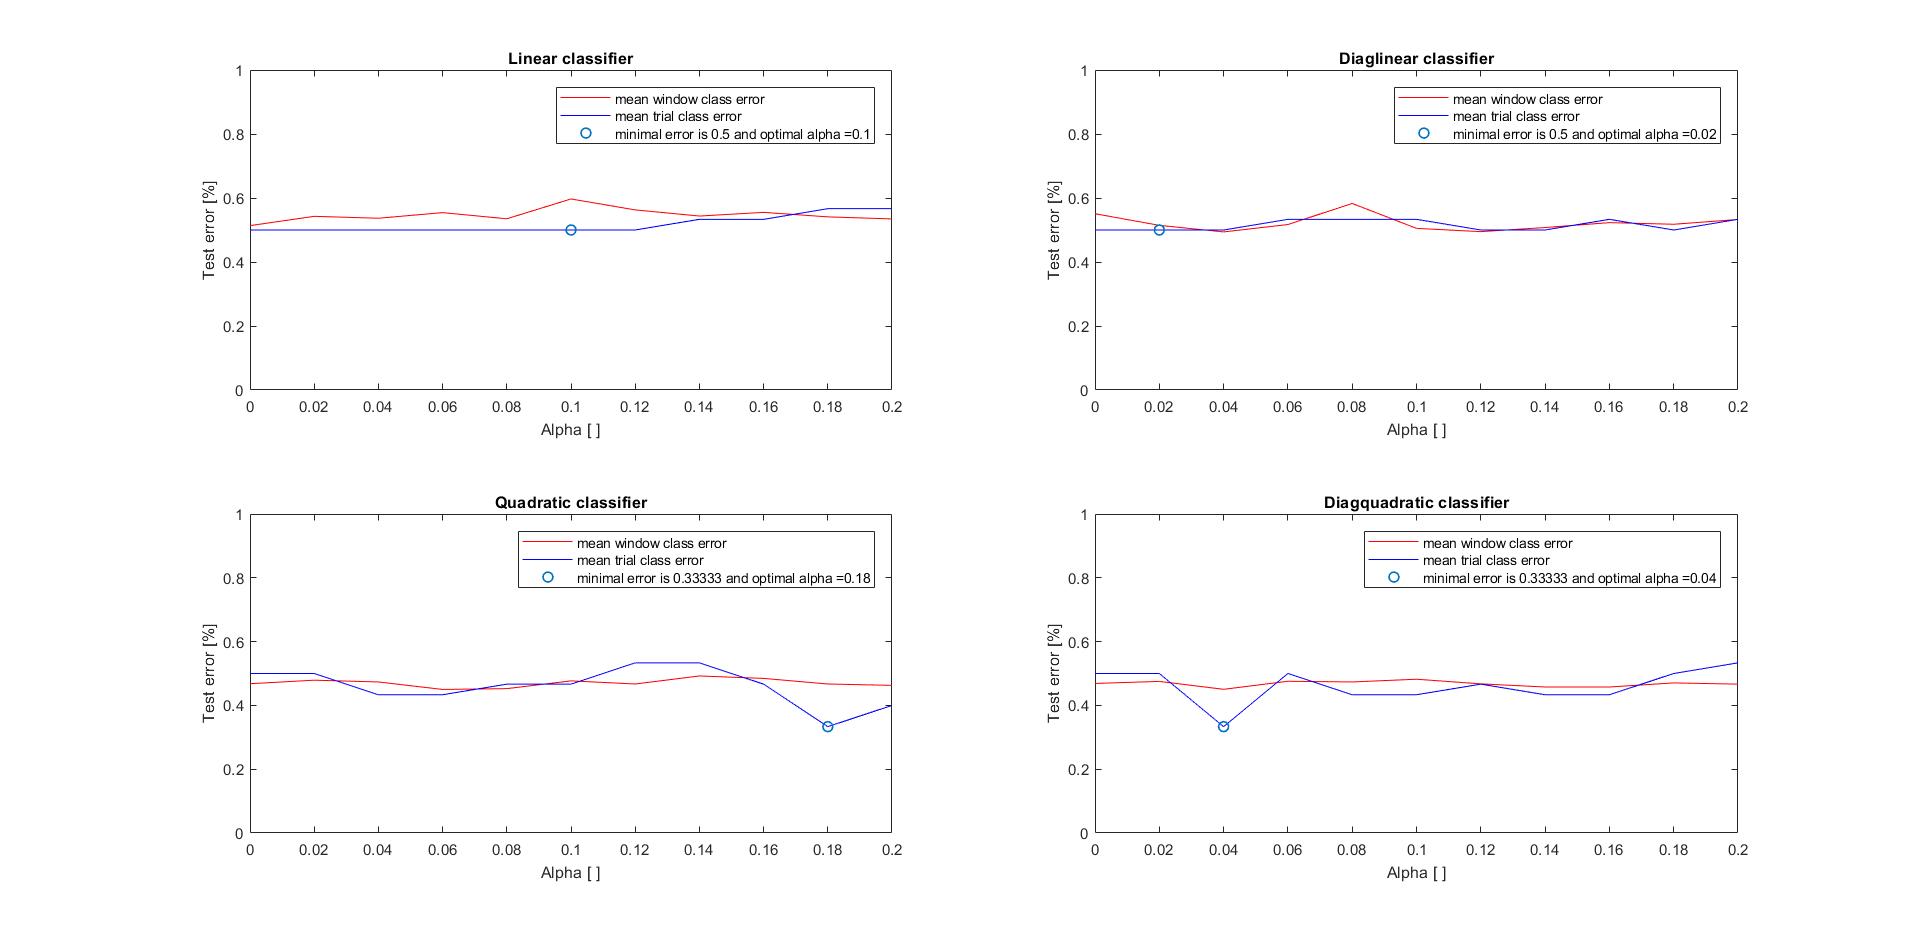 Linear classifier
1
0.8
0.6
0.4
0.2
0
Test error [%]
mean window class error
mean trial class error
minimal error is 0.5 and optimal alpha =0.1
0 0.02 0.04 0.06 0.08 0.1 0.12 0.14 0.16 0.18 0.2
Alpha [ ]
Diaglinear classifier
1
0.8
0.6
0.4
0.2
0
Test error [%]
mean window class error
mean trial class error
minimal error is 0.5 and optimal alpha =0.02
0 0.02 0.04 0.06 0.08 0.1 0.12 0.14 0.16 0.18 0.2
Alpha [ ]
Quadratic classifier
1
0.8
0.6
0.4
0.2
0
Test error [%]
mean window class error
mean trial class error
minimal error is 0.33333 and optimal alpha =0.18
0 0.02 0.04 0.06 0.08 0.1 0.12 0.14 0.16 0.18 0.2
Alpha [ ]
Diagquadratic classifier
1
0.8
0.6
0.4
0.2
0
Test error [%]
mean window class error
mean trial class error
minimal error is 0.33333 and optimal alpha =0.04
0 0.02 0.04 0.06 0.08 0.1 0.12 0.14 0.16 0.18 0.2
Alpha [ ]